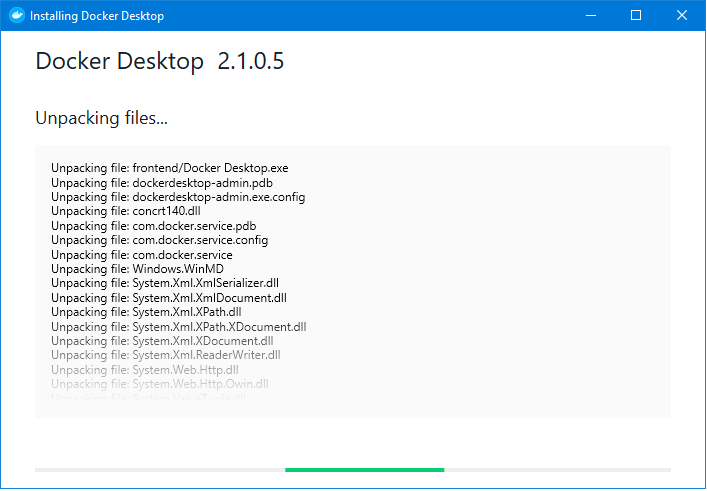 Installing Docker Desktop
Docker Desktop 2.1.0.5
Unpacking files...
Unpacking file: frontend/Docker Desktop.exe
Unpacking file: dockerdesktop-admin.pdb
Unpacking file: dockerdesktop-admin.exe.config
Unpacking file: concrt140.dll
Unpacking file: com.docker.service.pdb
Unpacking file: com.docker.service.config
Unpacking file: com.docker.service
Unpacking file: Windows.WinMD
Unpacking file: System.Xml.XmlSerializer.dll
Unpacking file: System.Xml.XmlDocument.dll
Unpacking file: System.Xml.XPath.dll
Unpacking file: System.Xml.XPath.XDocument.dll
Unpacking file: System.Xml.XDocument.dll
Unpacking file: System.Xml.ReaderWriter.dll
Unpacking file: System.Web.Http.dll
Unpacking file: System.Web.Http.Owin.dll
Unpacking file: System.ValueTuple.dll